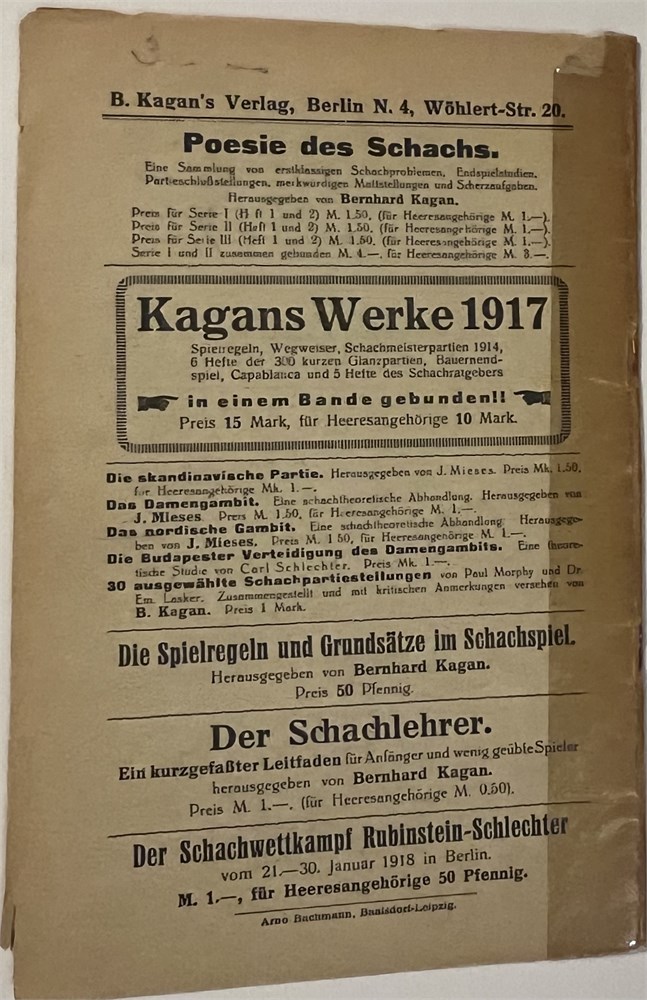 3 — —
B. Kagan's Verlag, Berlin N. 4, Wöhlert-Str. 20.
Poesie des Schachs.
Eine Sammlung von erstklassigen Schachproblemen, Endspielstudien,
Partieschlußstellungen, merkwürdigen Mattstellungen und Scherzaufgaben.
Herausgegeben von Bernhard Kagan.
Preis für Serie I (Heft 1 und 2) M. 1.50, (für Heeresangehörige M. 1.—).
Preis für Serie II (Heft 1 und 2) M. 1.50, (für Heeresangehörige M. 1.—).
Preis für Serie III (Heft 1 und 2) M. 1.50, (für Heeresangehörige M. 1.—).
Serie I und II zusammen gebunden M. 4.—, für Heeresangehörige M. 3.—.
Kagans Werke 1917
Spielregeln, Wegweiser, Schachmeisterpartien 1914,
6 Hefte der 300 kurzen Glanzpartien, Bauernend-
spiel, Capablanca und 5 Hefte des Schachratgebers
in einem Bande gebunden!!
Preis 15 Mark, für Heeresangehörige 10 Mark.
Die skandinavische Partie. Herausgegeben von J. Mieses. Preis Mk. 1.50,
für Heeresangehörige Mk. 1.—.
Das Damengambit. Eine schachtheoretische Abhandlung. Herausgegeben von
J. Mieses. Preis M. 1.50, für Heeresangehörige M. 1.—.
Das nordische Gambit. Eine schachtheoretische Abhandlung. Herausgege-
ben von J. Mieses. Preis M. 1 50, für Heeresangehörige M. 1.—.
Die Budapester Verteidigung des Damengambits. Eine theore-
tische Studie von Carl Schlechter. Preis Mk. 1.—.
30 ausgewählte Schachpartiestellungen von Paul Morphy und Dr.
Em. Lasker. Zusammengestellt und mit kritischen Anmerkungen versehen von
B. Kagan. Preis 1 Mark.
Die Spielregeln und Grundsätze im Schachspiel.
Herausgegeben von Bernhard Kagan.
Preis 50 Pfennig.
Der Schachlehrer.
Ein kurzgefaßter Leitfaden für Anfänger und wenig geübte Spieler
herausgegeben von Bernhard Kagan.
Preis M. 1.—. (für Heeresangehörige M. 0.50).
Der Schachwettkampf Rubinstein-Schlechter
vom 21.—30. Januar 1918 in Berlin.
M. 1.—, für Heeresangehörige 50 Pfennig.
Arno Bachmann, Baalsdorf-Leipzig.